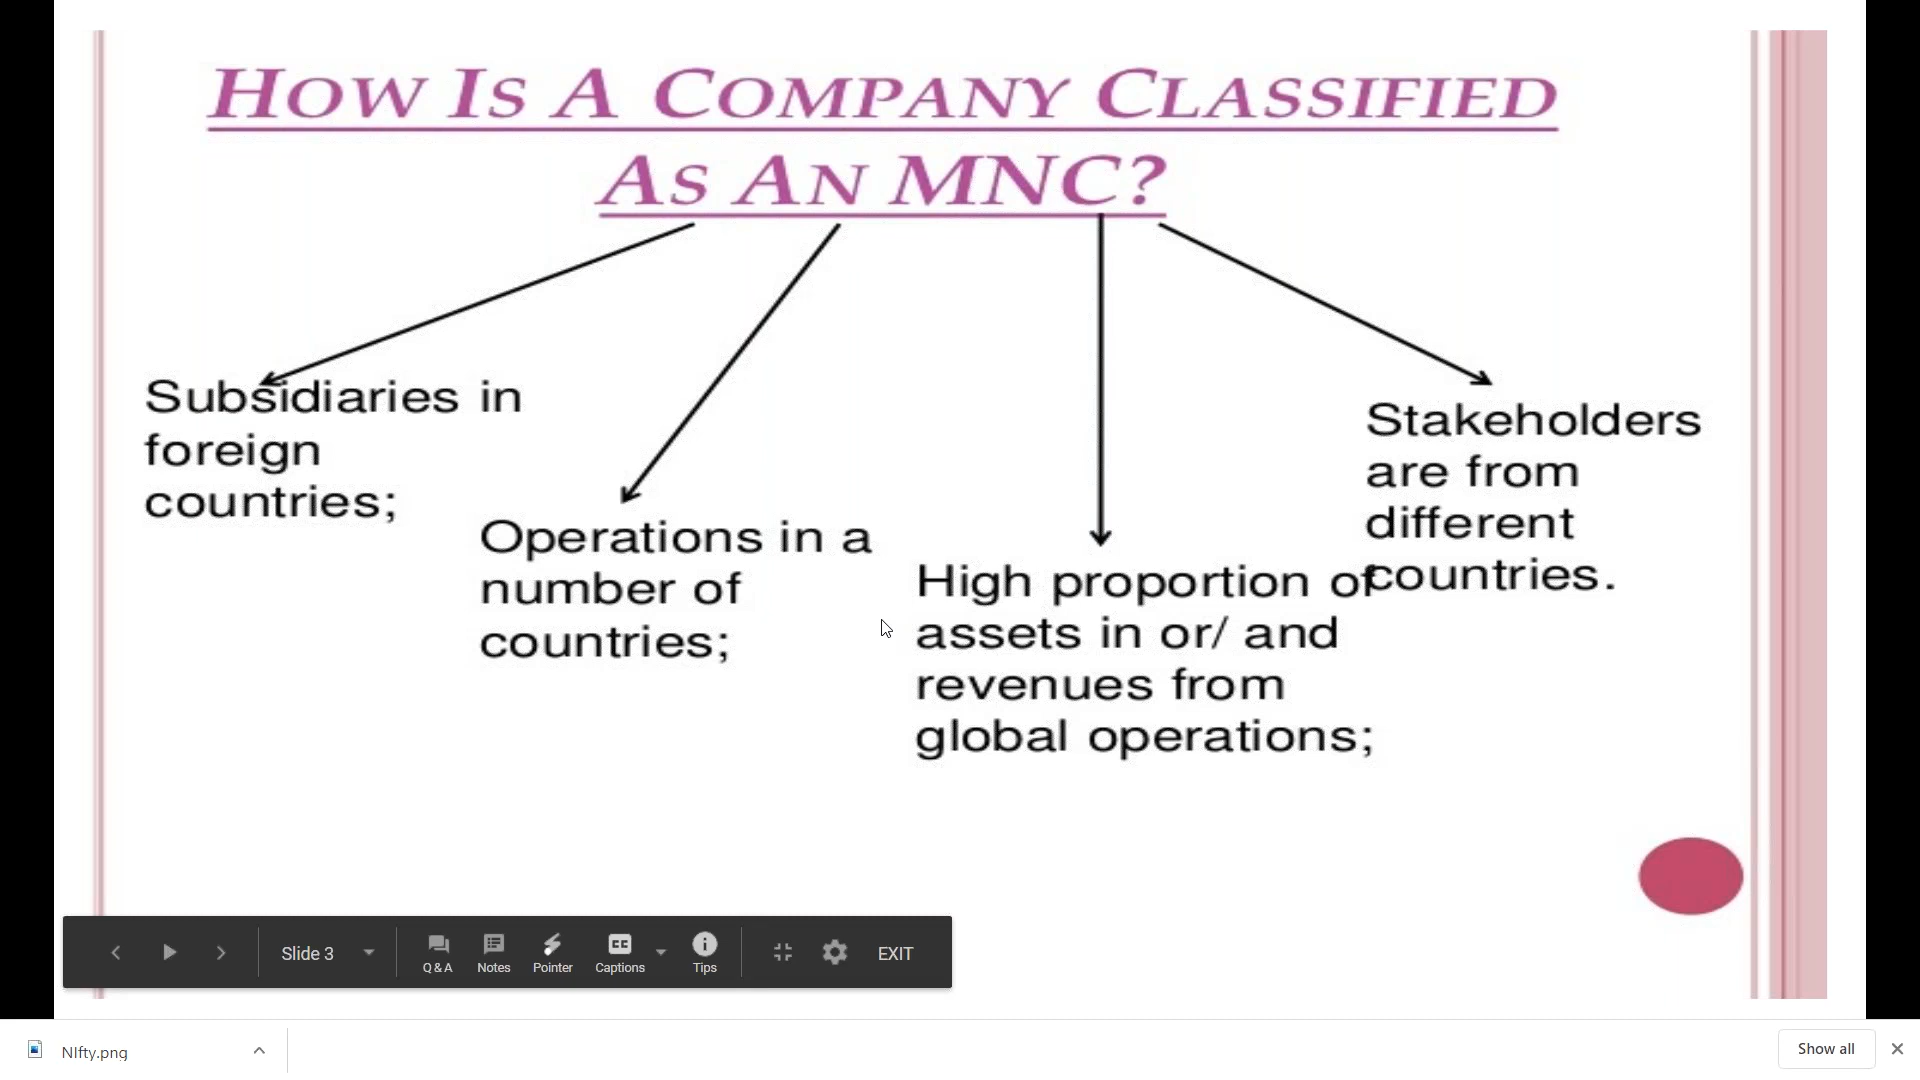 HOW IS A COMPANY CLASSIFIED
AS AN MNC?
Subsidiaries in
foreign
countries;
Operations in a
number of
countries;
High proportion of
assets in or/ and
revenues from
global operations;
Stakeholders
are from
different
countries.
Slide 3
Q & A
Notes
Pointer
CC
Captions
Tips
EXIT
NIfty.png
Show all